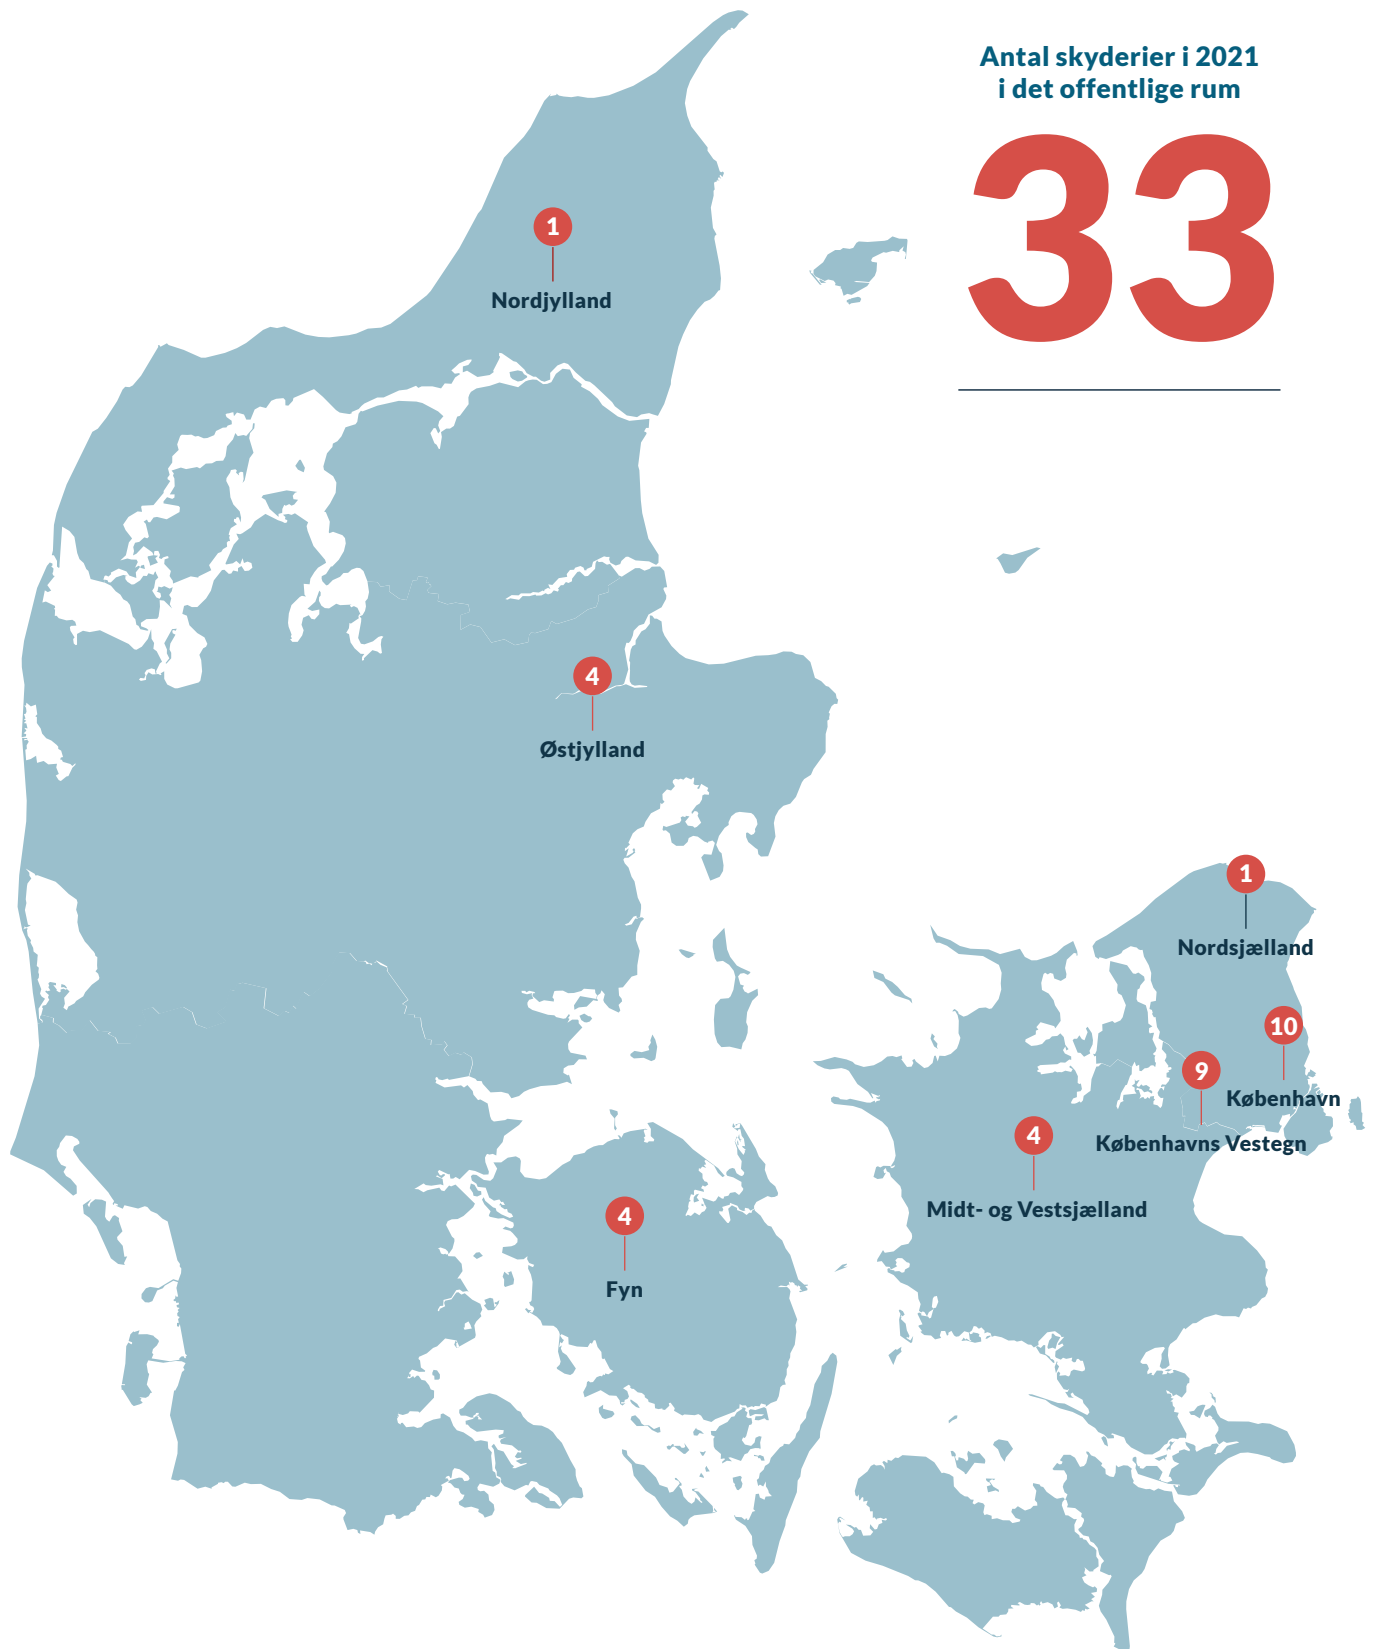 Antal skyderier i 2021
i det offentlige rum
33
1
Nordjylland
4
Østjylland
1
Nordsjælland
10
København
9
Københavns Vestegn
4
Midt- og Vestsjælland
4
Fyn